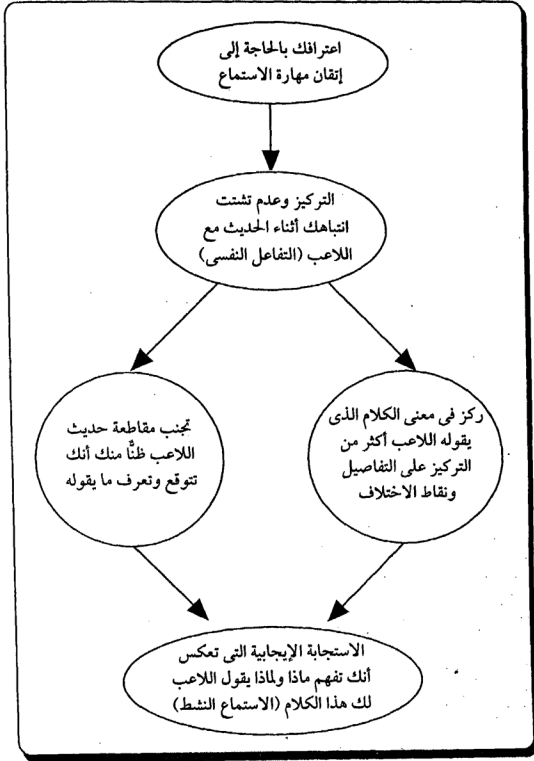 اعترافك بالحاجة إلى
إتقان مهارة الاستماع
التركيز وعدم تشتت
انتباهك أثناء الحديث مع
اللاعب (التفاعل النفسى)
ركز فى معنى الكلام الذى
يقوله اللاعب أكثر من
التركيز على التفاصيل
ونقاط الاختلاف
تجنب مقاطعة حديث
اللاعب ظنًّا منك أنك
تتوقع وتعرف ما يقوله
الاستجابة الإيجابية التى تعكس
أنك تفهم ماذا ولماذا يقول اللاعب
لك هذا الكلام (الاستماع النشط)